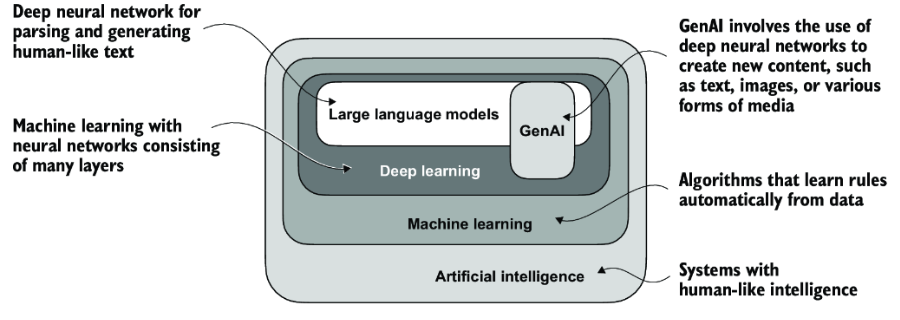 Deep neural network for
parsing and generating
human-like text
GenAI involves the use of
deep neural networks to
create new content, such
as text, images, or various
forms of media
Large language models
GenAI
Machine learning with
neural networks consisting
of many layers
Deep learning
Algorithms that learn rules
automatically from data
Machine learning
Artificial intelligence
Systems with
human-like intelligence